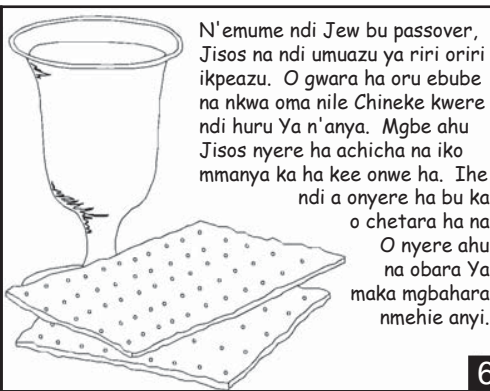 N'emume ndi Jew bu passover,
Jisos na ndi umuazu ya riri oriri
ikpeazu. O gwara ha oru ebube
na nkwa oma nile Chineke kwere
ndi huru Ya n'anya. Mgbe ahu
Jisos nyere ha achicha na iko
mmanya ka ha kee onwe ha. Ihe
ndi a onyere ha bu ka
o chetara ha na
O nyere ahu
na obara Ya
maka mgbahara
nmehie anyi.
6